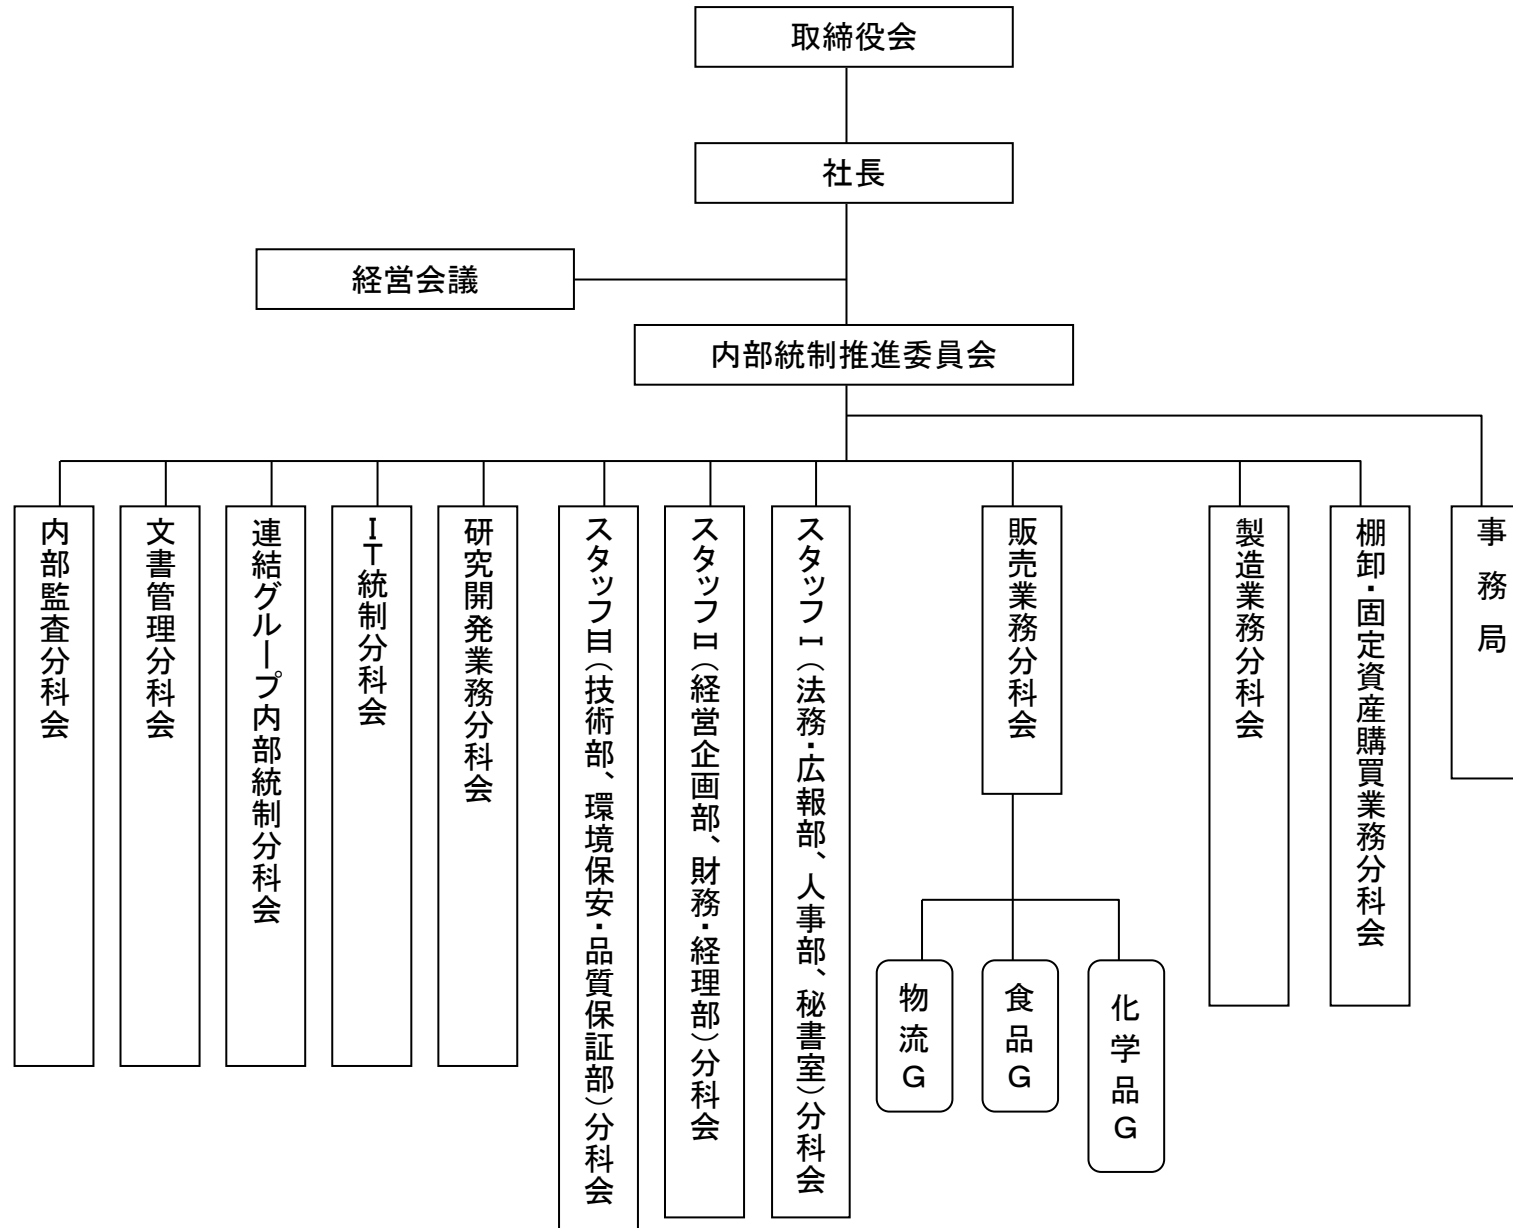 取締役会
社長
経営会議
内部統制推進委員会
内部監査分科会
文書管理分科会
連結グループ内部統制分科会
IT統制分科会
研究開発業務分科会
スタッフⅢ(技術部、環境保安・品質保証部)分科会
スタッフⅡ(経営企画部、財務・経理部)分科会
スタッフⅠ(法務・広報部、人事部、秘書室)分科会
販売業務分科会
製造業務分科会
棚卸・固定資産購買業務分科会
事務局
物流G
食品G
化学品G